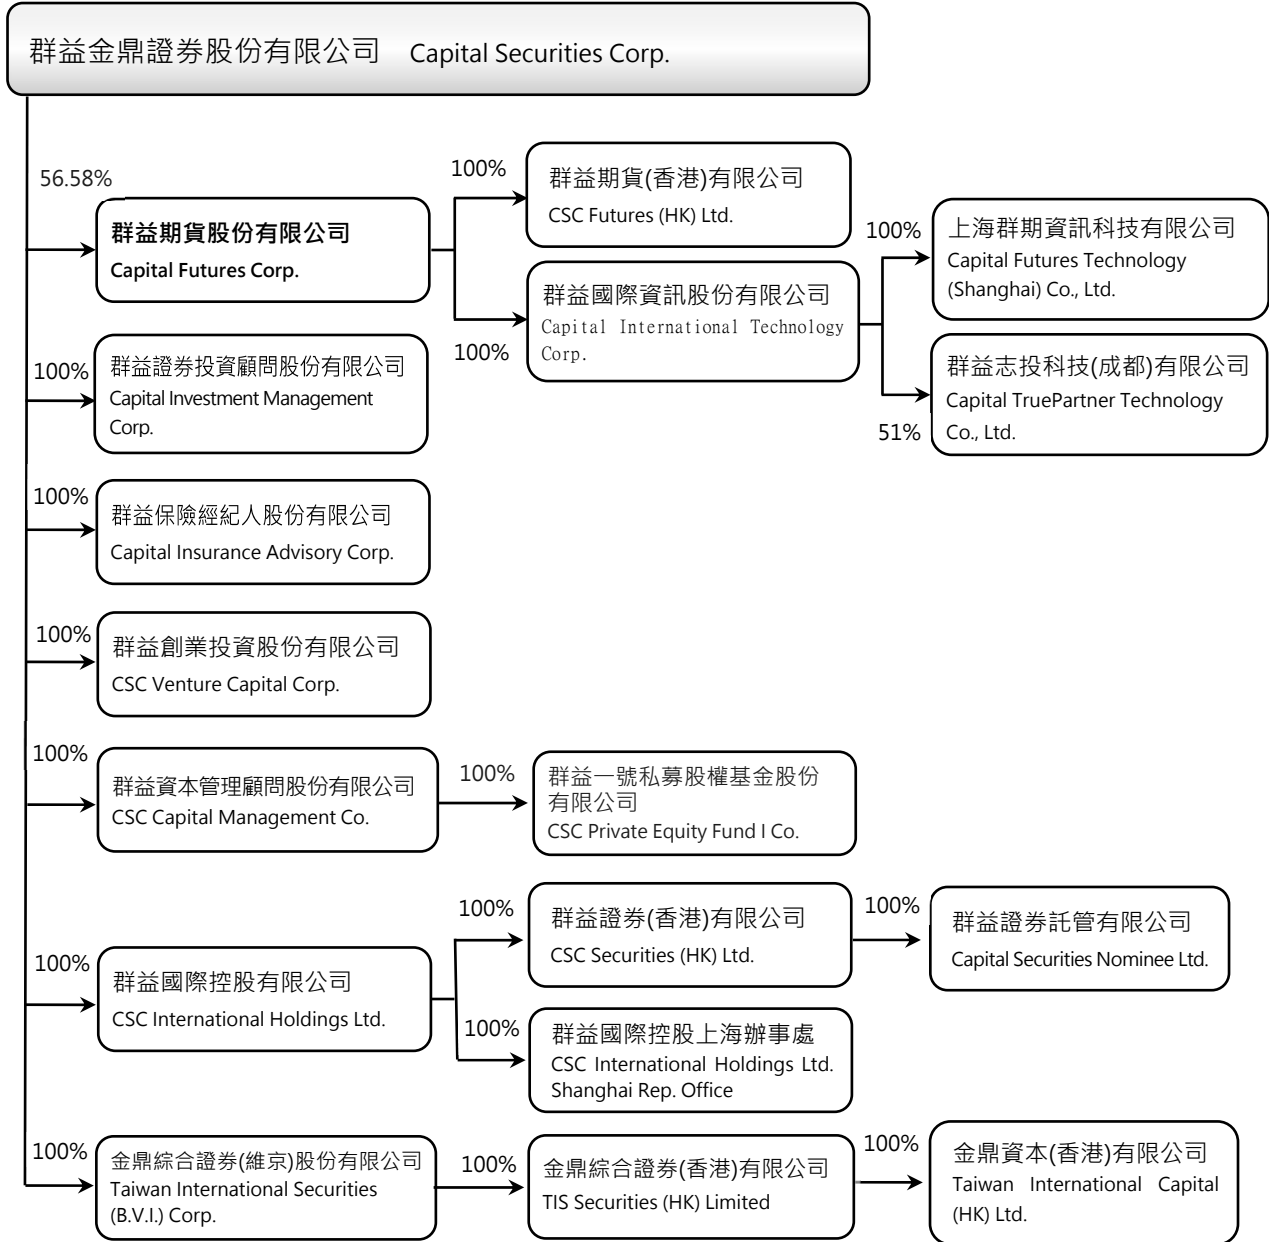 群益金鼎證券股份有限公司 Capital Securities Corp.
56.58%
群益期貨股份有限公司
Capital Futures Corp.
100%
群益期貨(香港)有限公司
CSC Futures (HK) Ltd.
100%
群益國際資訊股份有限公司
Capital International Technology
Corp.
100%
上海群期資訊科技有限公司
Capital Futures Technology
(Shanghai) Co., Ltd.
51%
群益志投科技(成都)有限公司
Capital TruePartner Technology
Co., Ltd.
100%
群益證券投資顧問股份有限公司
Capital Investment Management
Corp.
100%
群益保險經紀人股份有限公司
Capital Insurance Advisory Corp.
100%
群益創業投資股份有限公司
CSC Venture Capital Corp.
100%
群益資本管理顧問股份有限公司
CSC Capital Management Co.
100%
群益一號私募股權基金股份
有限公司
CSC Private Equity Fund I Co.
100%
群益國際控股有限公司
CSC International Holdings Ltd.
100%
群益證券(香港)有限公司
CSC Securities (HK) Ltd.
100%
群益證券託管有限公司
Capital Securities Nominee Ltd.
100%
群益國際控股上海辦事處
CSC International Holdings Ltd.
Shanghai Rep. Office
100%
金鼎綜合證券(維京)股份有限公司
Taiwan International Securities
(B.V.I.) Corp.
100%
金鼎綜合證券(香港)有限公司
TIS Securities (HK) Limited
100%
金鼎資本(香港)有限公司
Taiwan International Capital
(HK) Ltd.